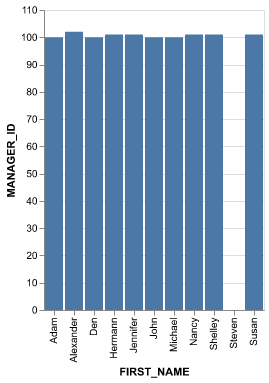 110
100
90
80
70
60
50
40
30
20
10
0
MANAGER_ID
Adam
Alexander
Den
Hermann
Jennifer
John
Michael
Nancy
Shelley
Steven
Susan
FIRST_NAME